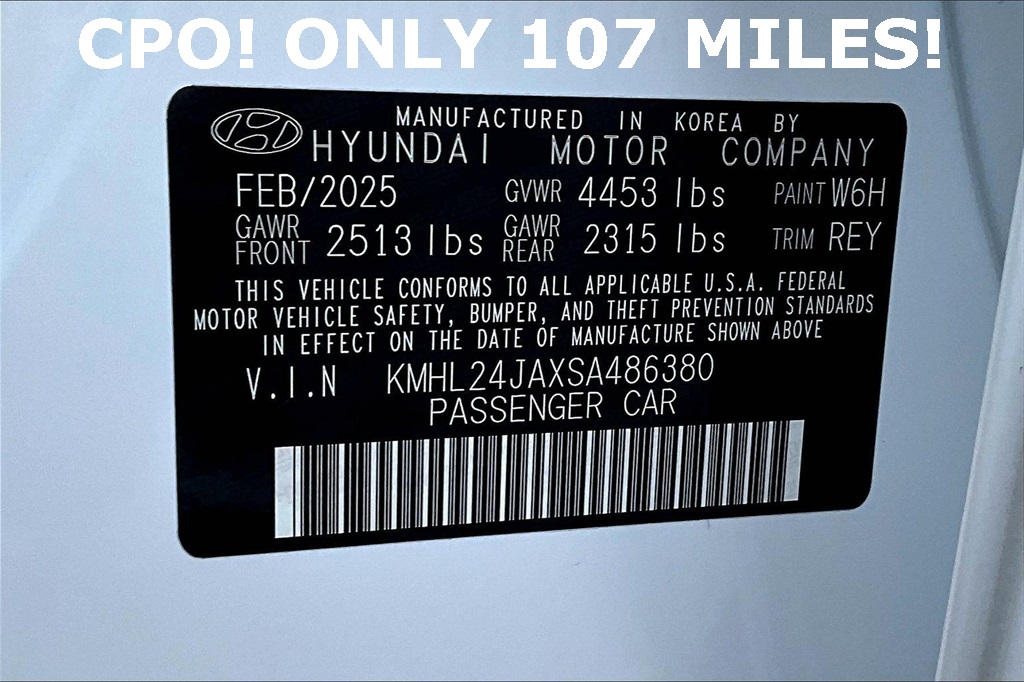 CPO! ONLY 107 MILES!
MANUFACTURED IN KOREA BY
HYUNDAI MOTOR COMPANY
FEB/2025 GVWR 4453 lbs PAINT W6H
GAWR FRONT 2513 lbs GAWR REAR 2315 lbs TRIM REY
THIS VEHICLE CONFORMS TO ALL APPLICABLE U.S.A. FEDERAL
MOTOR VEHICLE SAFETY, BUMPER, AND THEFT PREVENTION STANDARDS
IN EFFECT ON THE DATE OF MANUFACTURE SHOWN ABOVE
V.I.N KMHL24JAXSA486380
PASSENGER CAR